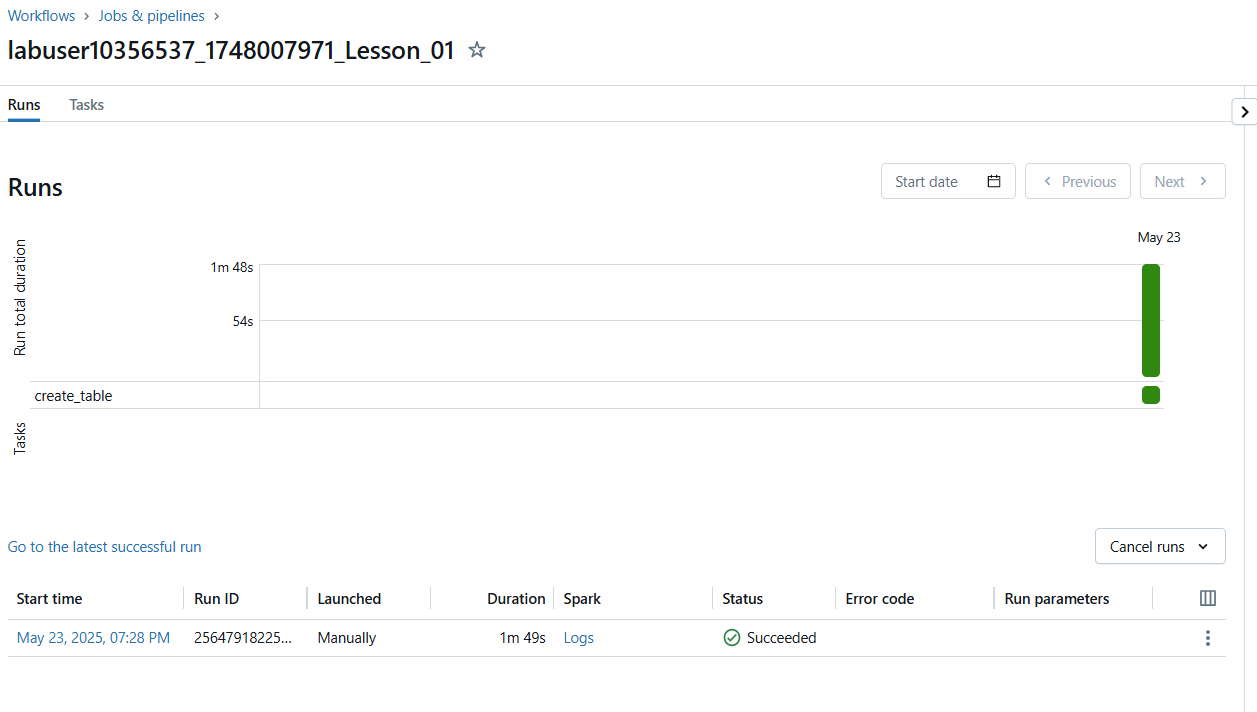 Workflows > Jobs & pipelines >
labuser10356537_1748007971_Lesson_01
Runs Tasks
Runs
Start date
Previous
Next
May 23
Run total duration
1m 48s
54s
create_table
Tasks
Go to the latest successful run
Cancel runs
Start time Run ID Launched Duration Spark Status Error code Run parameters
May 23, 2025, 07:28 PM 25647918225... Manually 1m 49s Logs Succeeded